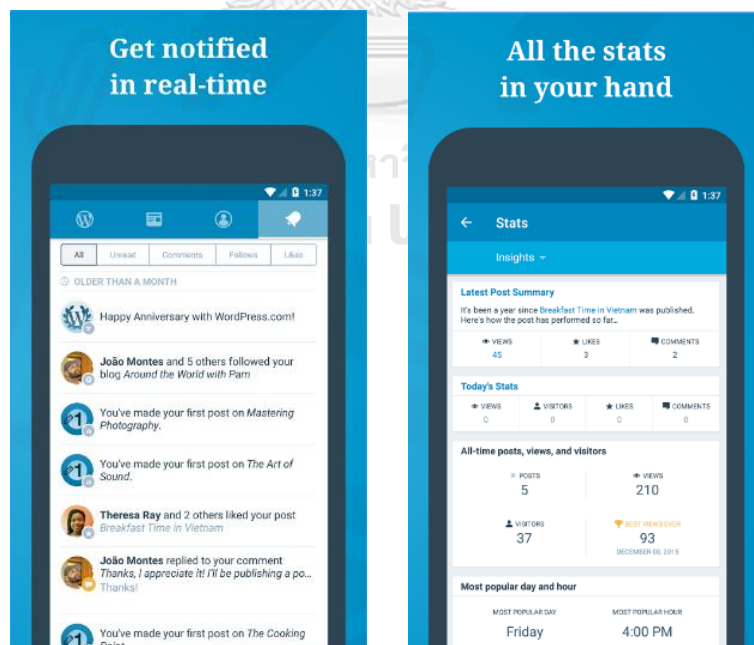 Get notified
in real-time
1:37
All Unread Comments Follows Likes
OLDER THAN A MONTH
Happy Anniversary with WordPress.com!
João Montes and 5 others followed your
blog Around the World with Pam
You've made your first post on Mastering
Photography.
You've made your first post on The Art of
Sound.
Theresa Ray and 2 others liked your post
Breakfast Time in Vietnam
João Montes replied to your comment
Thanks, I appreciate it! I'll be publishing a po...
Thanks!
You've made your first post on The Cooking
All the stats
in your hand
1:37
Stats
Insights
Latest Post Summary
It's been a year since Breakfast Time in Vietnam was published.
Here's how the post has performed so far...
VIEWS LIKES COMMENTS
45 3 2
Today's Stats
VIEWS VISITORS LIKES COMMENTS
0 0 0 0
All-time posts, views, and visitors
POSTS VIEWS
5 210
VISITORS BEST VIEWS EVER
37 93
DECEMBER 08, 2015
Most popular day and hour
MOST POPULAR DAY MOST POPULAR HOUR
Friday 4:00 PM